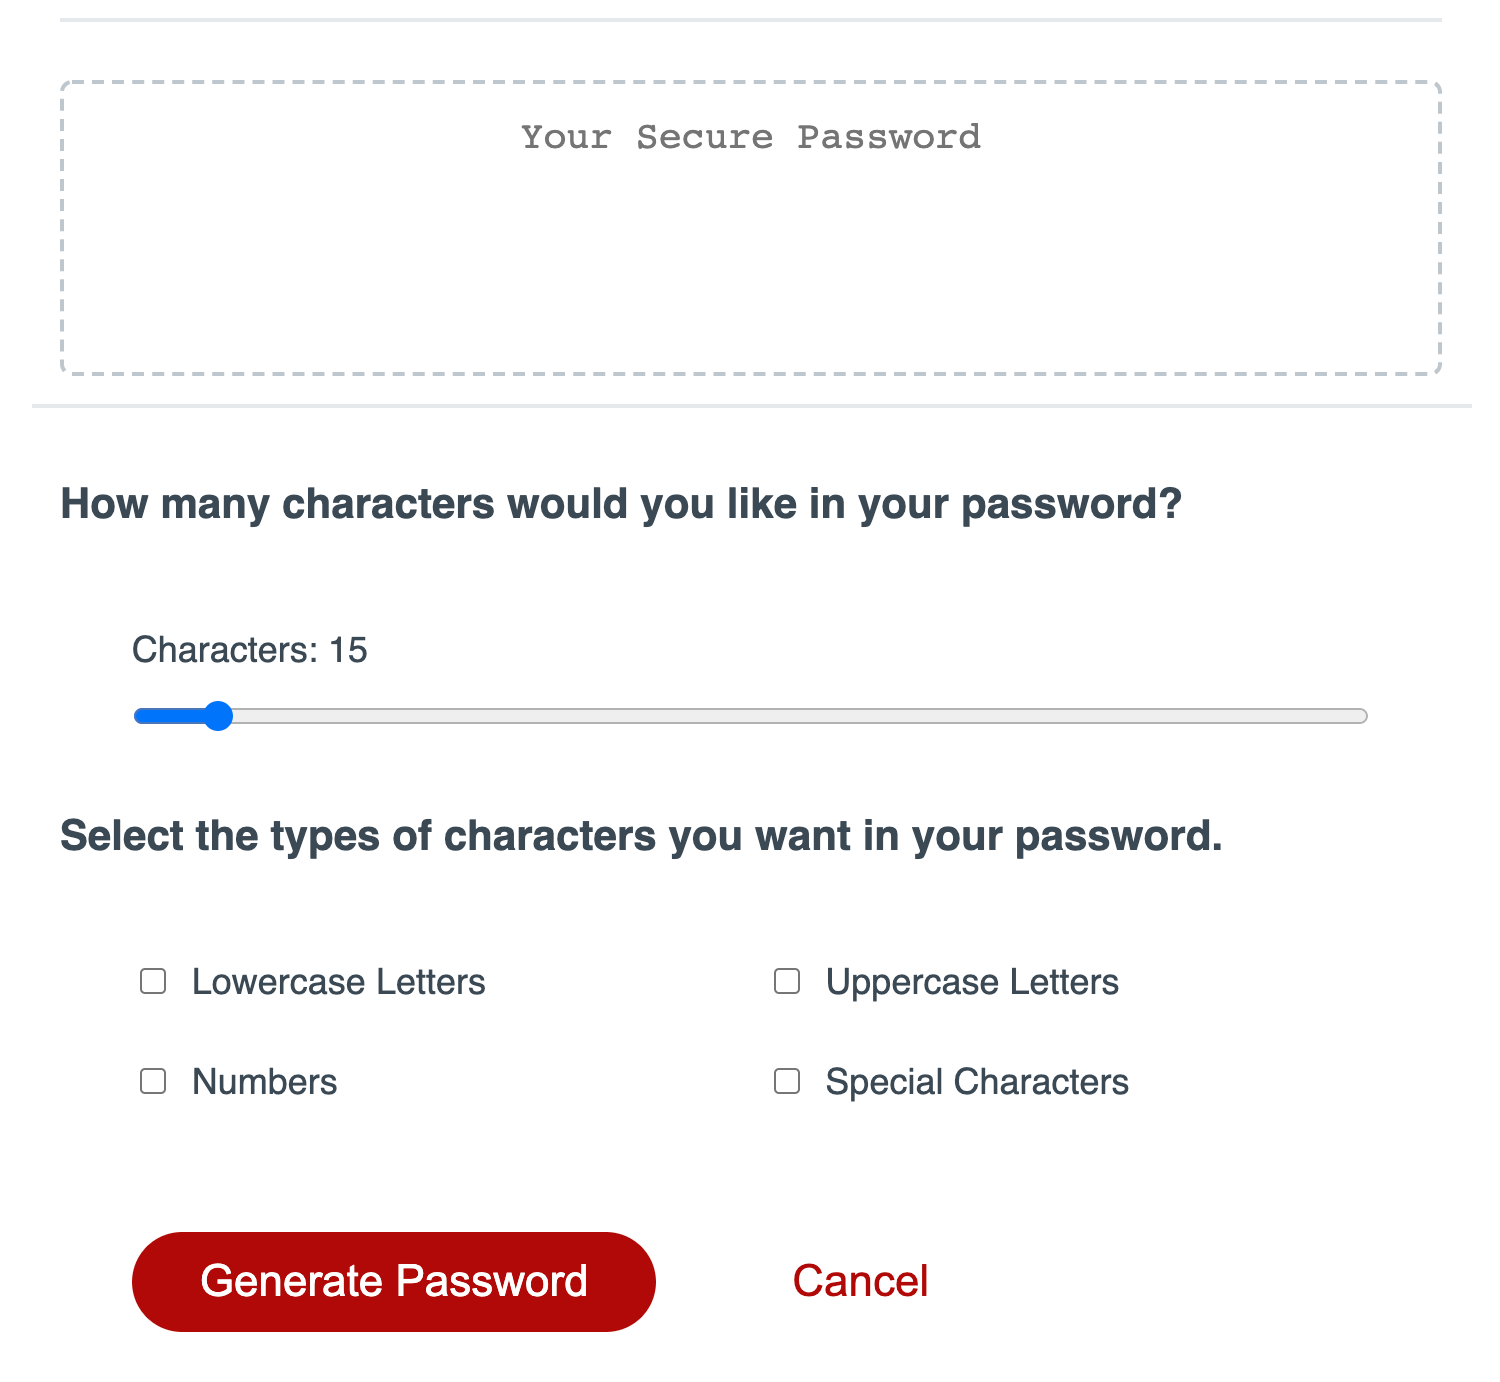 Your Secure Password
How many characters would you like in your password?
Characters: 15
Select the types of characters you want in your password.
Lowercase Letters
Uppercase Letters
Numbers
Special Characters
Generate Password
Cancel